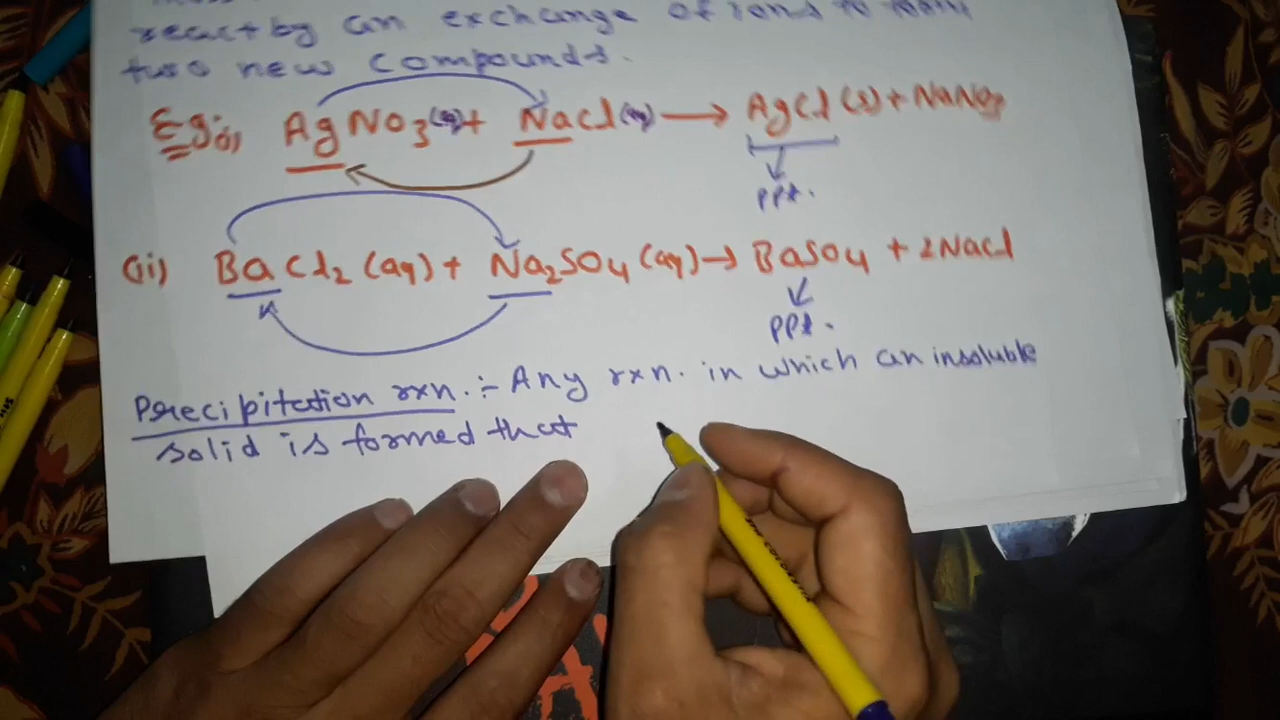 react by an exchange of ions to form
two new compounds.
Eg:- i) AgNO3(aq) + NaCl(aq) → AgCl(s) + NaNO3
ppt.
(ii) BaCl2 (aq) + Na2SO4 (aq) → BaSO4 + 2NaCl
ppt.
Precipitation rxn. :- Any rxn. in which an insoluble
solid is formed that